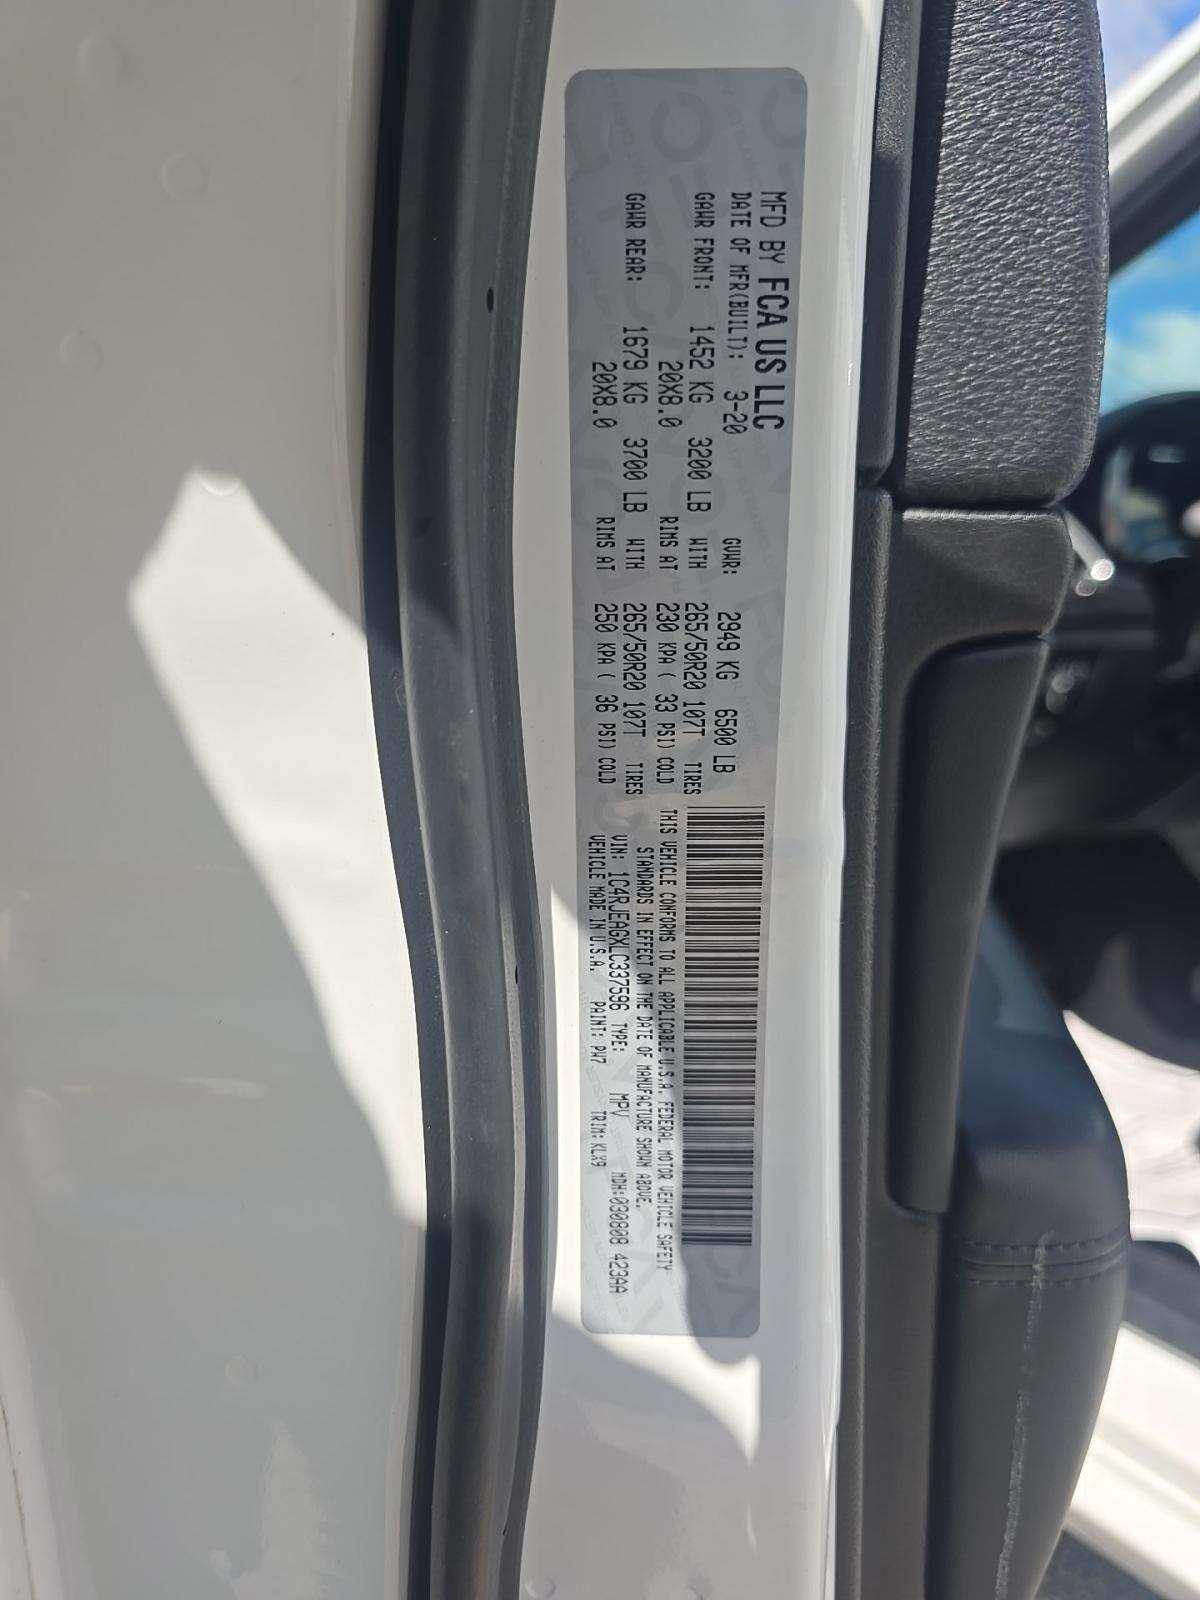 MFD BY FCA US LLC
DATE OF MFR(BUILT): 3-20 GVWR: 2949 KG 6500 LB
GAWR FRONT: 1452 KG 3200 LB WITH 265/50R20 107T TIRES
20X8.0 RIMS AT 230 KPA ( 33 PSI) COLD
GAWR REAR: 1679 KG 3700 LB WITH 265/50R20 107T TIRES
20X8.0 RIMS AT 250 KPA ( 36 PSI) COLD
THIS VEHICLE CONFORMS TO ALL APPLICABLE U.S.A. FEDERAL MOTOR VEHICLE SAFETY
STANDARDS IN EFFECT ON THE DATE OF MANUFACTURE SHOWN ABOVE.
VIN: 1C4RJEAGXLC337596 TYPE: MPV MDH:030808 423AA
VEHICLE MADE IN U.S.A. PAINT: PW7 TRIM:KLX9